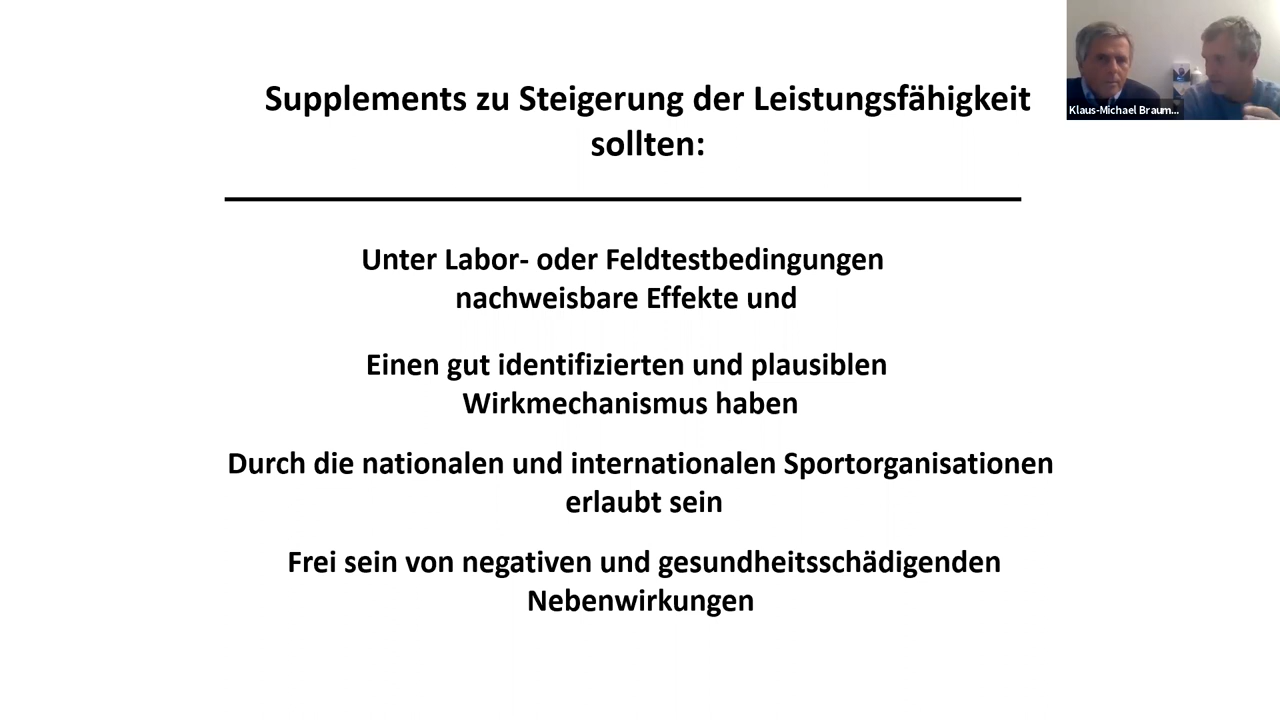 Supplements zu Steigerung der Leistungsfähigkeit
sollten:
Klaus-Michael Braum...
Unter Labor- oder Feldtestbedingungen
nachweisbare Effekte und
Einen gut identifizierten und plausiblen
Wirkmechanismus haben
Durch die nationalen und internationalen Sportorganisationen
erlaubt sein
Frei sein von negativen und gesundheitsschädigenden
Nebenwirkungen